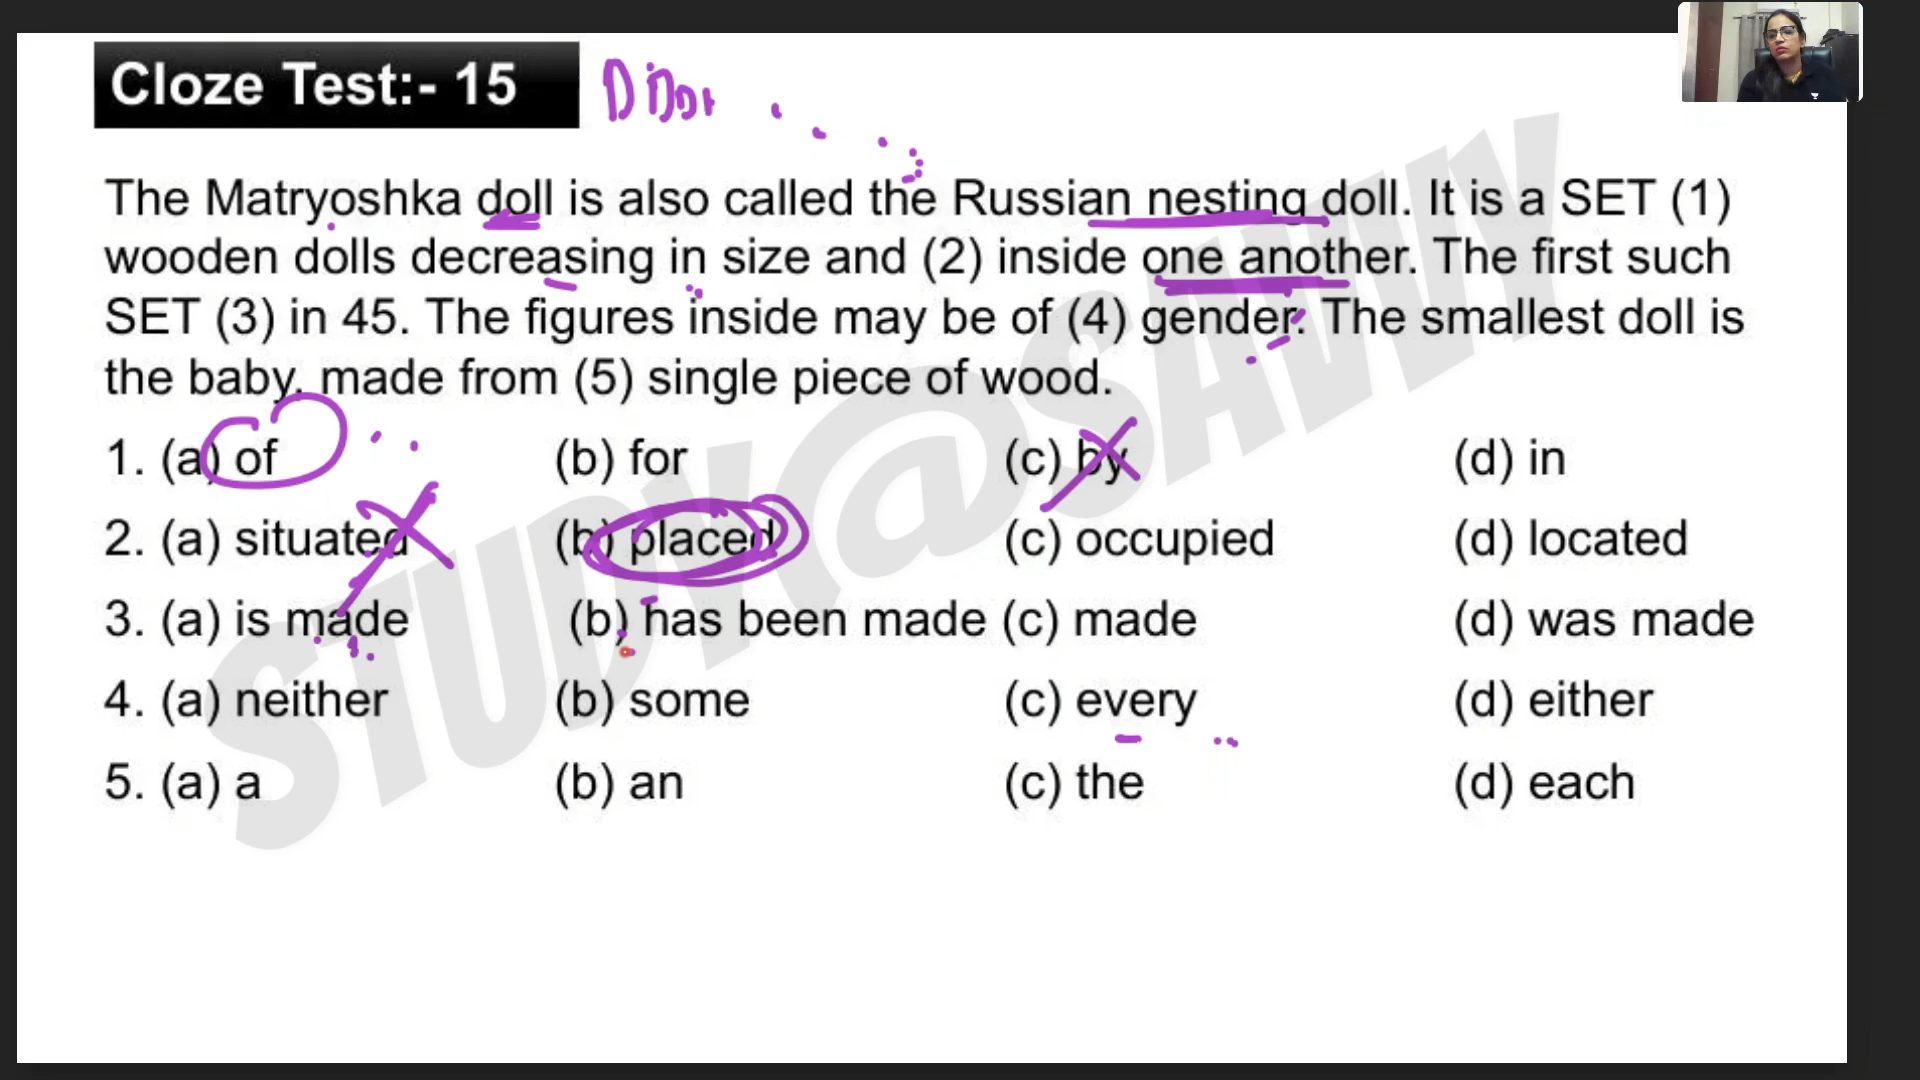 Cloze Test:- 15
The Matryoshka doll is also called the Russian nesting doll. It is a SET (1)
wooden dolls decreasing in size and (2) inside one another. The first such
SET (3) in 45. The figures inside may be of (4) gender. The smallest doll is
the baby, made from (5) single piece of wood.
1. (a) of (b) for (c) by (d) in
2. (a) situated (b) placed (c) occupied (d) located
3. (a) is made (b) has been made (c) made (d) was made
4. (a) neither (b) some (c) every (d) either
5. (a) a (b) an (c) the (d) each
STUDY@SAVVY